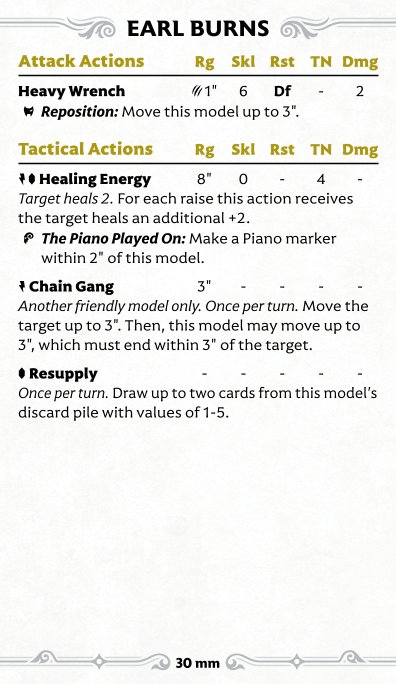 EARL BURNS
Attack Actions Rg Skl Rst TN Dmg
Heavy Wrench 1" 6 Df - 2
Reposition: Move this model up to 3".
Tactical Actions Rg Skl Rst TN Dmg
Healing Energy 8" 0 - 4 -
Target heals 2. For each raise this action receives
the target heals an additional +2.
The Piano Played On: Make a Piano marker
within 2" of this model.
Chain Gang 3" - - - -
Another friendly model only. Once per turn. Move the
target up to 3". Then, this model may move up to
3", which must end within 3" of the target.
Resupply - - - - -
Once per turn. Draw up to two cards from this model's
discard pile with values of 1-5.
30 mm